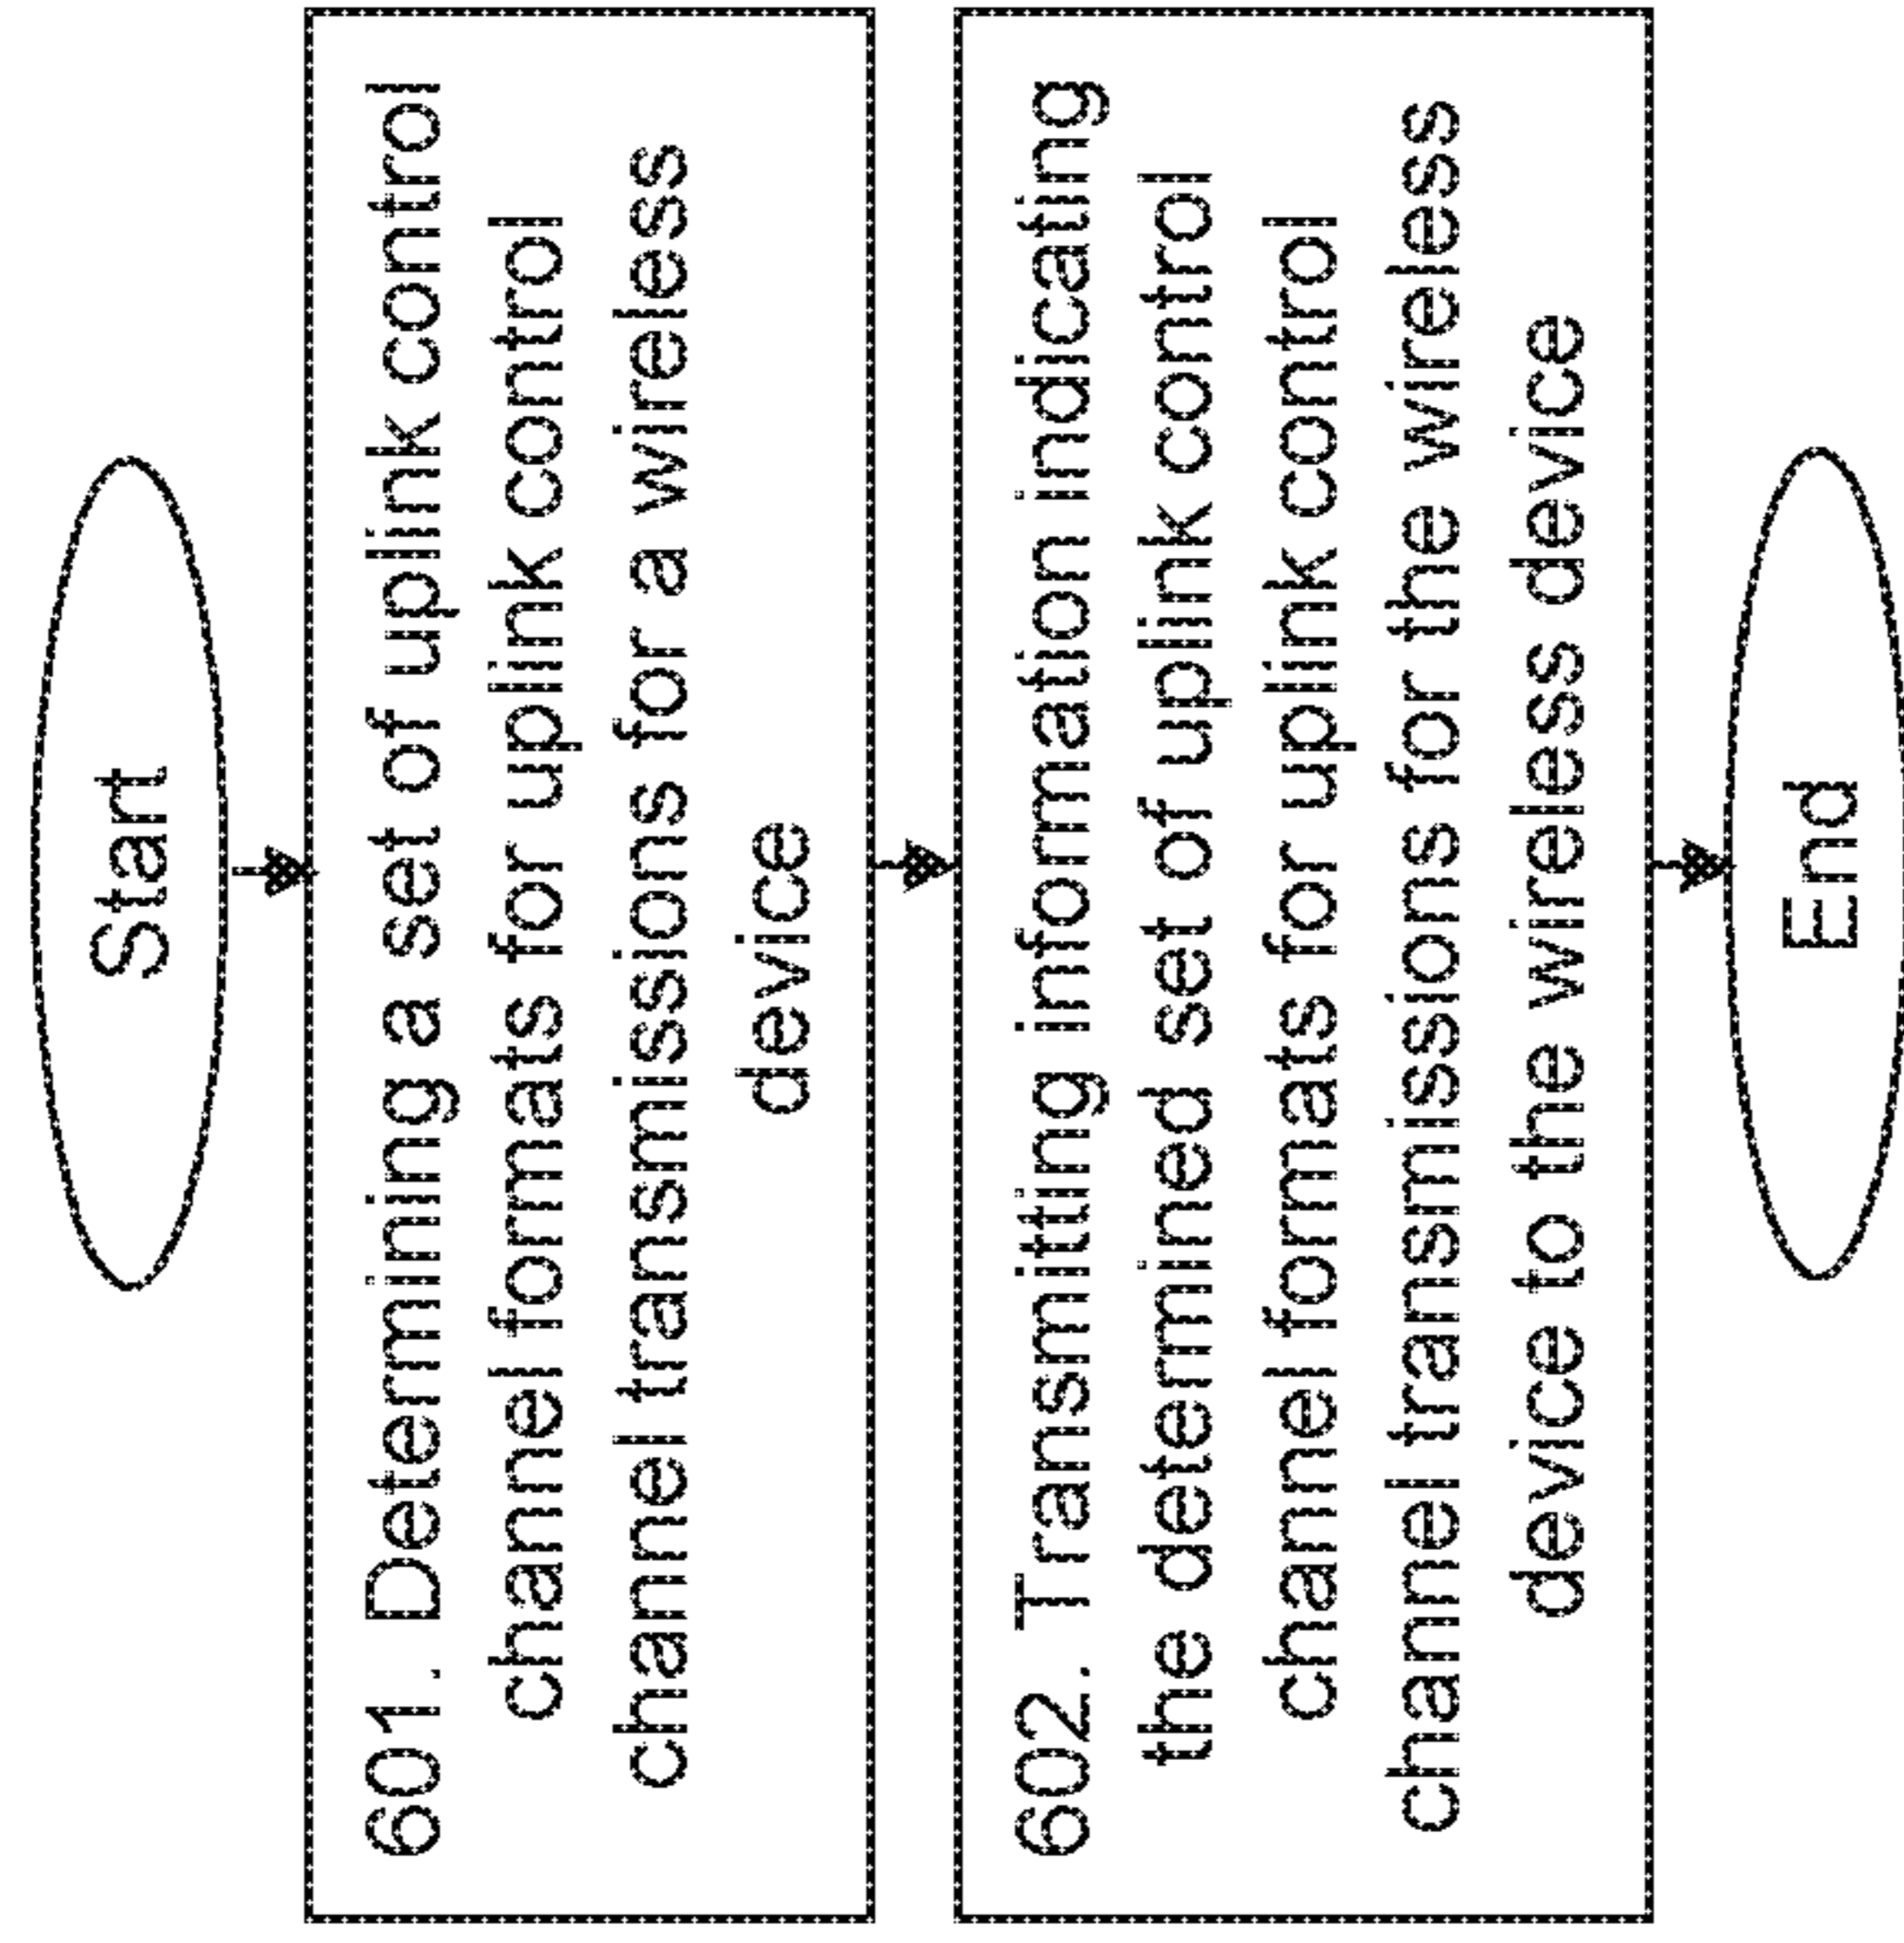 Start
601. Determining a set of uplink control
channel formats for uplink control
channel transmissions for a wireless
device
602. Transmitting information indicating
the determined set of uplink control
channel formats for uplink control
channel transmissions for the wireless
device to the wireless device
End